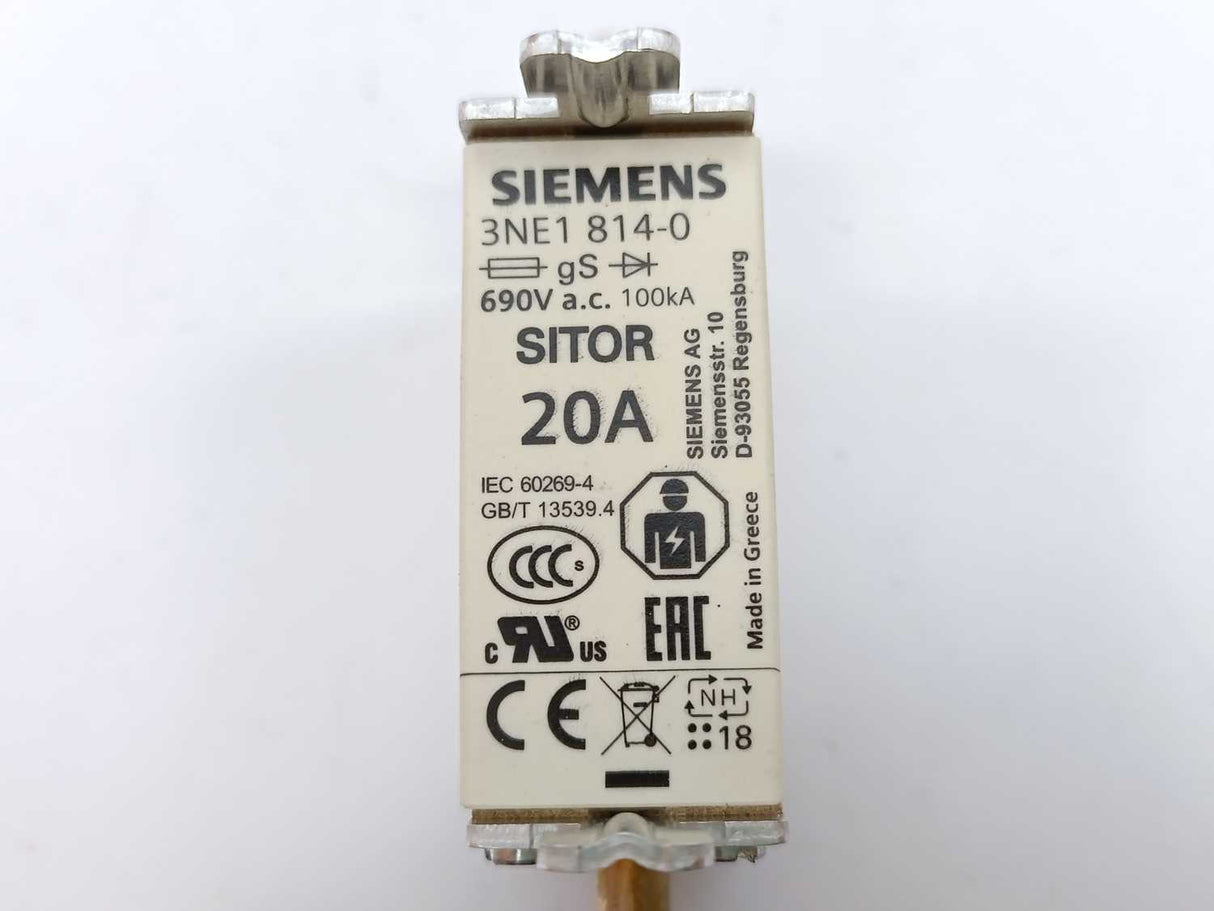 SIEMENS
3NE1 814-0
gS
690V a.c. 100kA
SITOR
20A
SIEMENS AG
Siemensstr. 10
D-93055 Regensburg
IEC 60269-4
GB/T 13539.4
CCC S
Made in Greece
c RU ® US
EAC
CE
NH
18